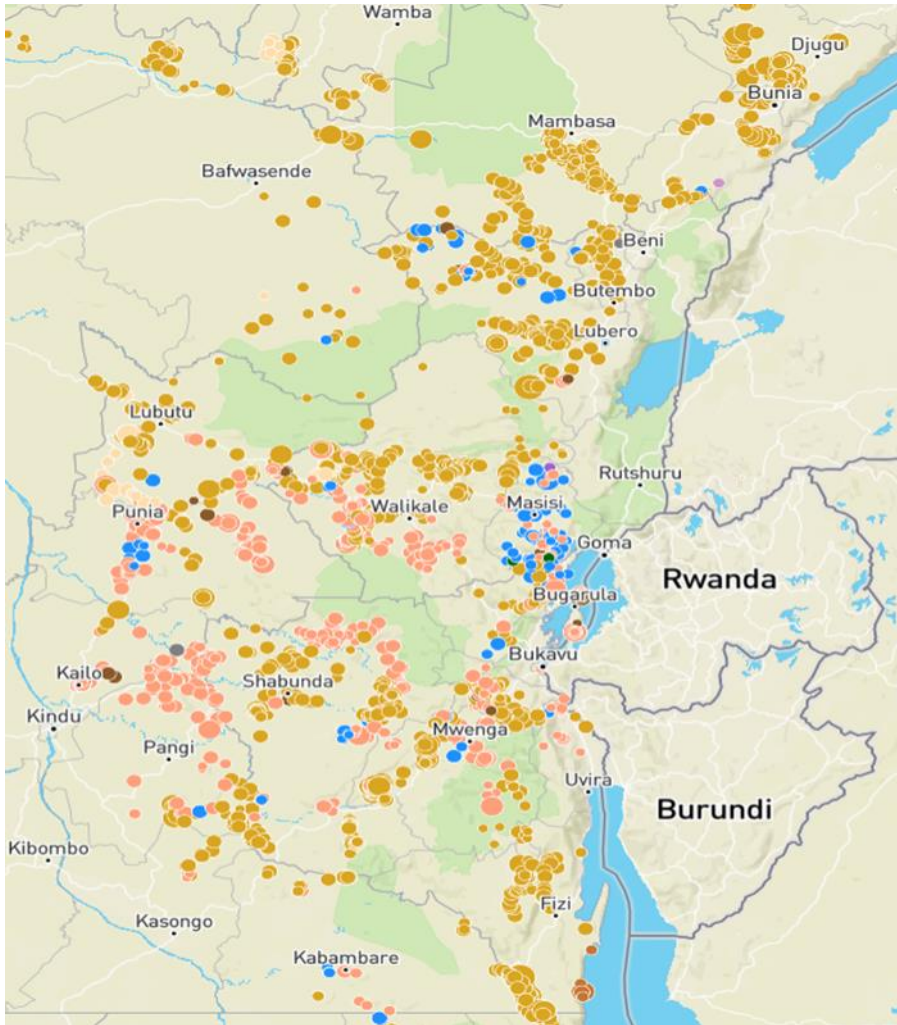 Wamba
Djugu
Bunia
Mambasa
Bafwasende
Beni
Butembo
Lubero
Lubutu
Rutshuru
Punia
Walikale
Masisi
Goma
Rwanda
Bugarula
Bukavu
Kailo
Shabunda
Kindu
Mwenga
Pangi
Uvira
Burundi
Kibombo
Fizi
Kasongo
Kabambare